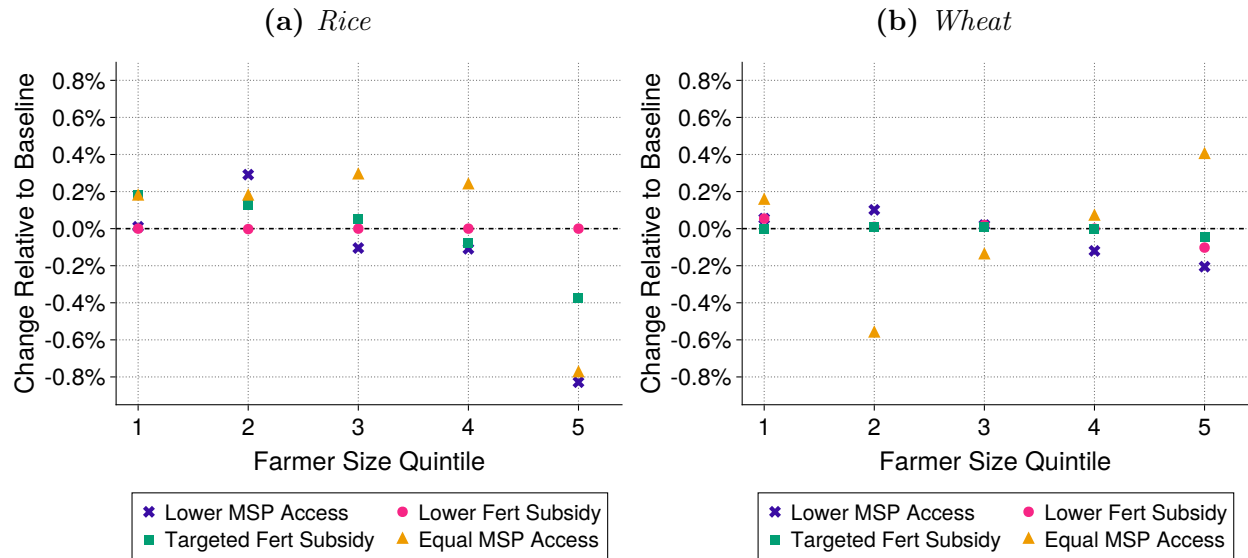 (a) Rice
Change Relative to Baseline
0.8%
0.6%
0.4%
0.2%
0.0%
-0.2%
-0.4%
-0.6%
-0.8%
1 2 3 4 5
Farmer Size Quintile
Lower MSP Access Lower Fert Subsidy
Targeted Fert Subsidy Equal MSP Access
(b) Wheat
Change Relative to Baseline
0.8%
0.6%
0.4%
0.2%
0.0%
-0.2%
-0.4%
-0.6%
-0.8%
1 2 3 4 5
Farmer Size Quintile
Lower MSP Access Lower Fert Subsidy
Targeted Fert Subsidy Equal MSP Access